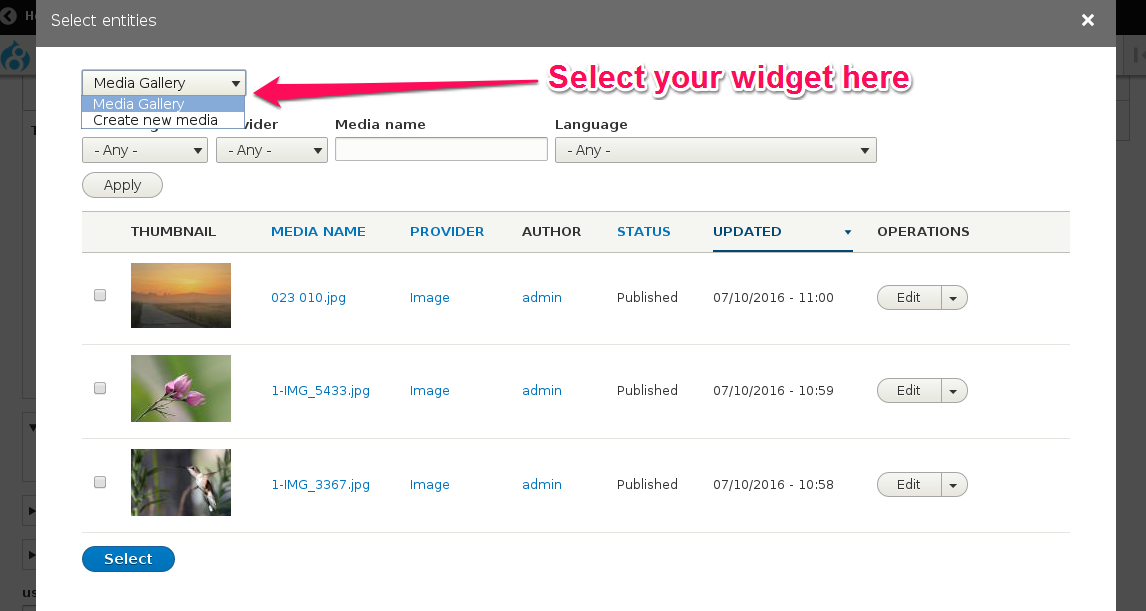 Select entities
Media Gallery
Select your widget here
Media Gallery
Create new media
Media name
Language
- Any -
- Any -
- Any -
Apply
THUMBNAIL MEDIA NAME PROVIDER AUTHOR STATUS UPDATED OPERATIONS
023 010.jpg Image admin Published 07/10/2016 - 11:00 Edit
1-IMG_5433.jpg Image admin Published 07/10/2016 - 10:59 Edit
1-IMG_3367.jpg Image admin Published 07/10/2016 - 10:58 Edit
Select